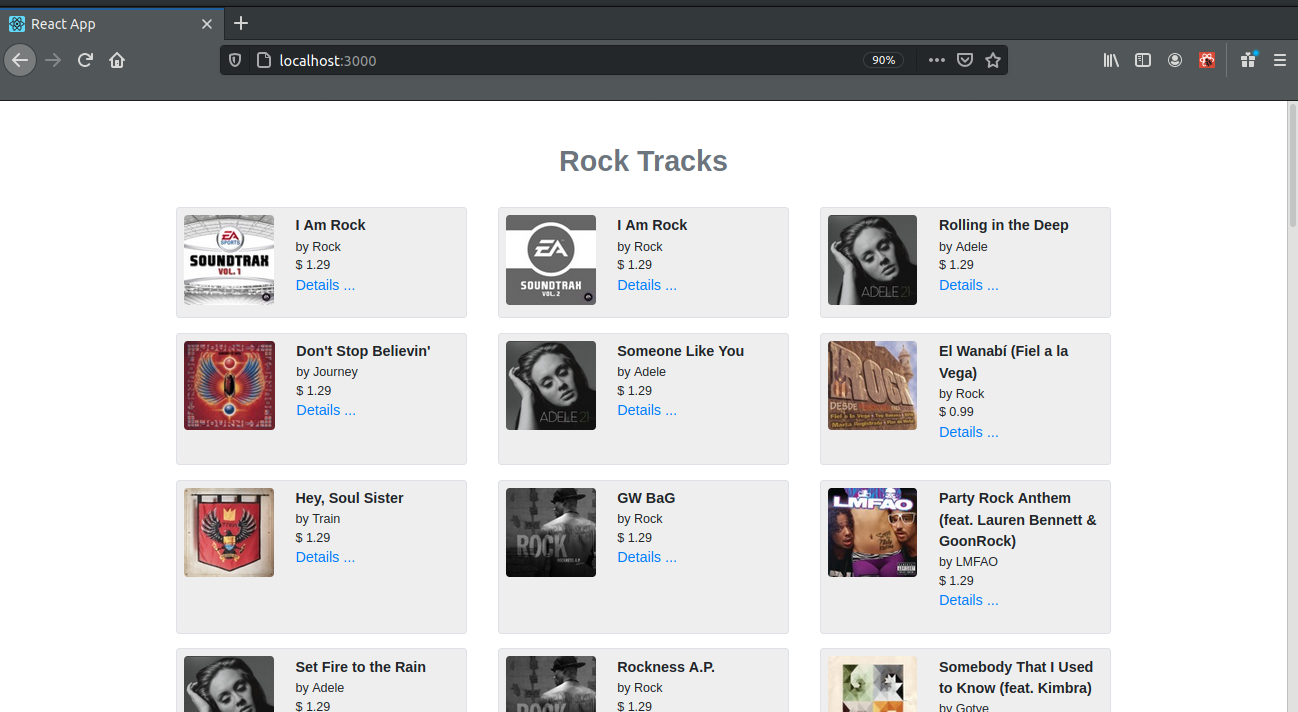 React App
localhost:3000
90%
Rock Tracks
EA
SPORTS
SOUNDTRAX
VOL. 1
I Am Rock
by Rock
$ 1.29
Details ...
EA
SOUNDTRAX
VOL. 2
I Am Rock
by Rock
$ 1.29
Details ...
ADELE 21
Rolling in the Deep
by Adele
$ 1.29
Details ...
Don't Stop Believin'
by Journey
$ 1.29
Details ...
ADELE 21
Someone Like You
by Adele
$ 1.29
Details ...
ROCK
DESDE
El Wanabí (Fiel a la
Vega)
by Rock
$ 0.99
Details ...
Hey, Soul Sister
by Train
$ 1.29
Details ...
ROCK
ROCKNESS A.P.
GW BaG
by Rock
$ 1.29
Details ...
LMFAO
Party Rock Anthem
(feat. Lauren Bennett &
GoonRock)
by LMFAO
$ 1.29
Details ...
Set Fire to the Rain
by Adele
$ 1.29
ROCK
Rockness A.P.
by Rock
$ 1.29
Somebody That I Used
to Know (feat. Kimbra)
by Gotye